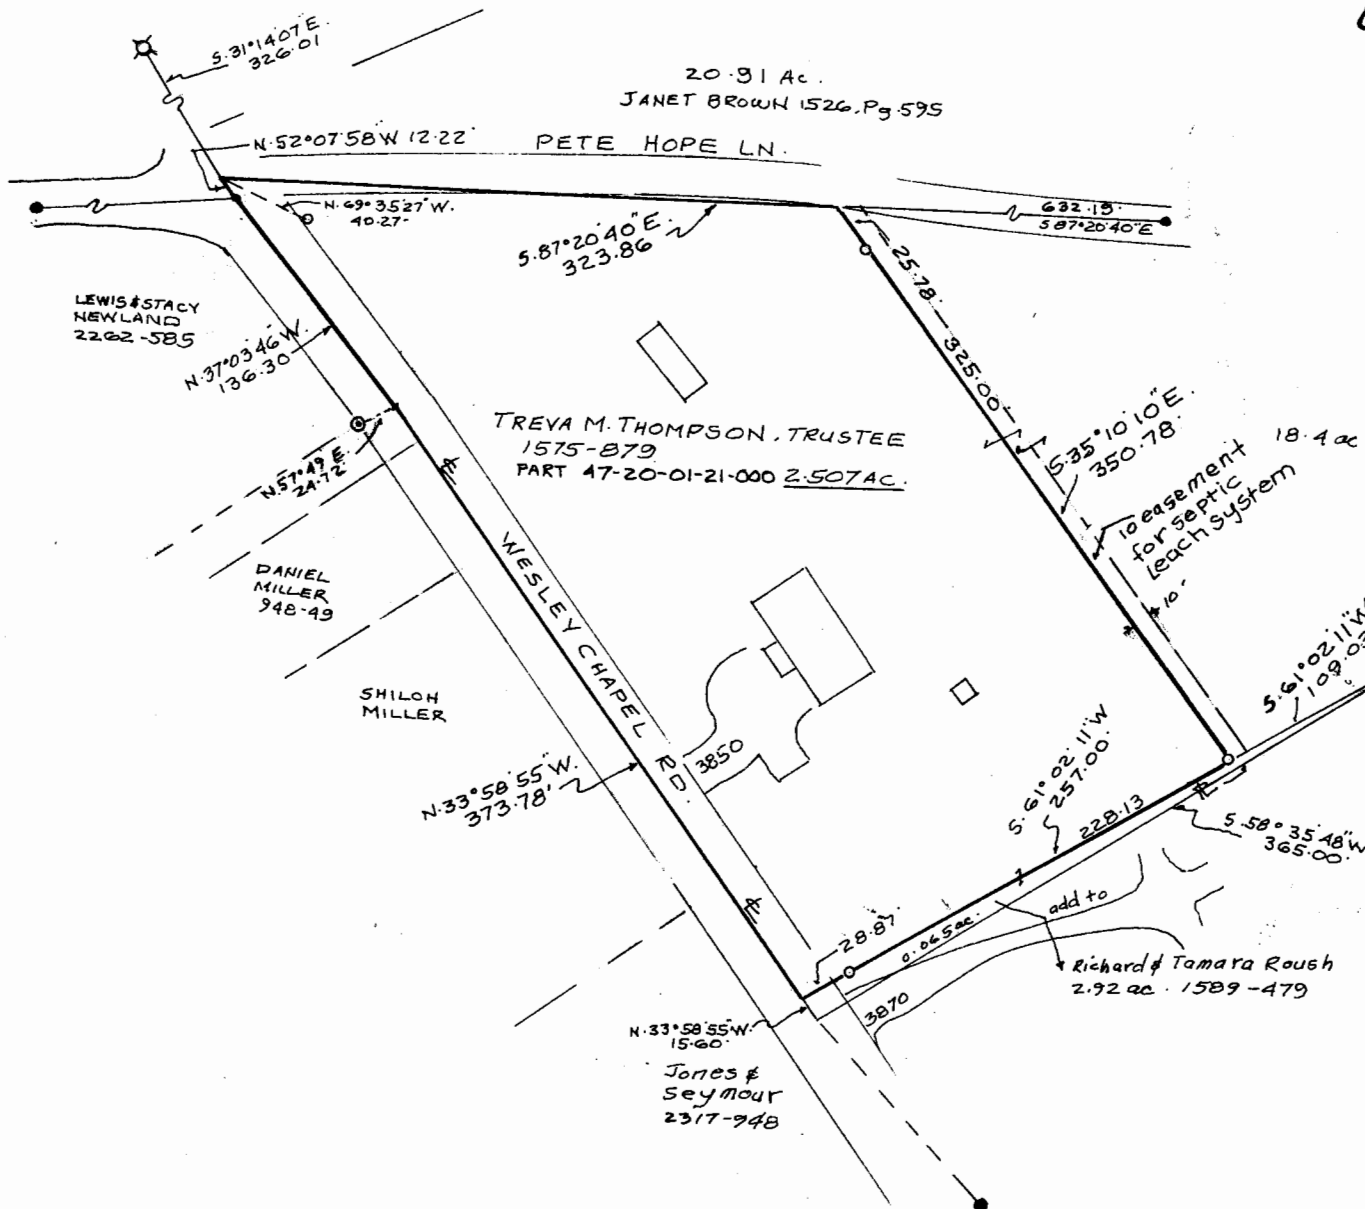 S.31°14'07"E.
326.01
20.91 Ac.
JANET BROWN 1526, Pg.595
N.52°07'58"W 12.22'
PETE HOPE LN.
N.69°35'27"W.
40.27'
S.87°20'40"E.
323.86
632.19'
S87°20'40"E
25.78'
LEWIS & STACY
NEWLAND
2262-585
N.37°03'46"W.
136.30
325.00'
TREVA M. THOMPSON, TRUSTEE
1575-879
PART 47-20-01-21-000 2.507 AC.
S.35°10'10"E.
350.78'
18.4 ac
10' easement
for septic
Leach system
10'
N.57°49'E.
24.72'
DANIEL
MILLER
948-49
WESLEY CHAPEL RD.
SHILOH
MILLER
S.61°02'11"W
109.03
3850
N.33°58'55"W.
373.78'
S.61°02'11"W
257.00'
228.13
S.58°35'48"W
365.00'
28.87'
0.065ac.
add to
Richard & Tamara Roush
2.92 ac. 1589-479
3870
N.33°58'55"W.
15.60'
Jones &
Seymour
2317-948